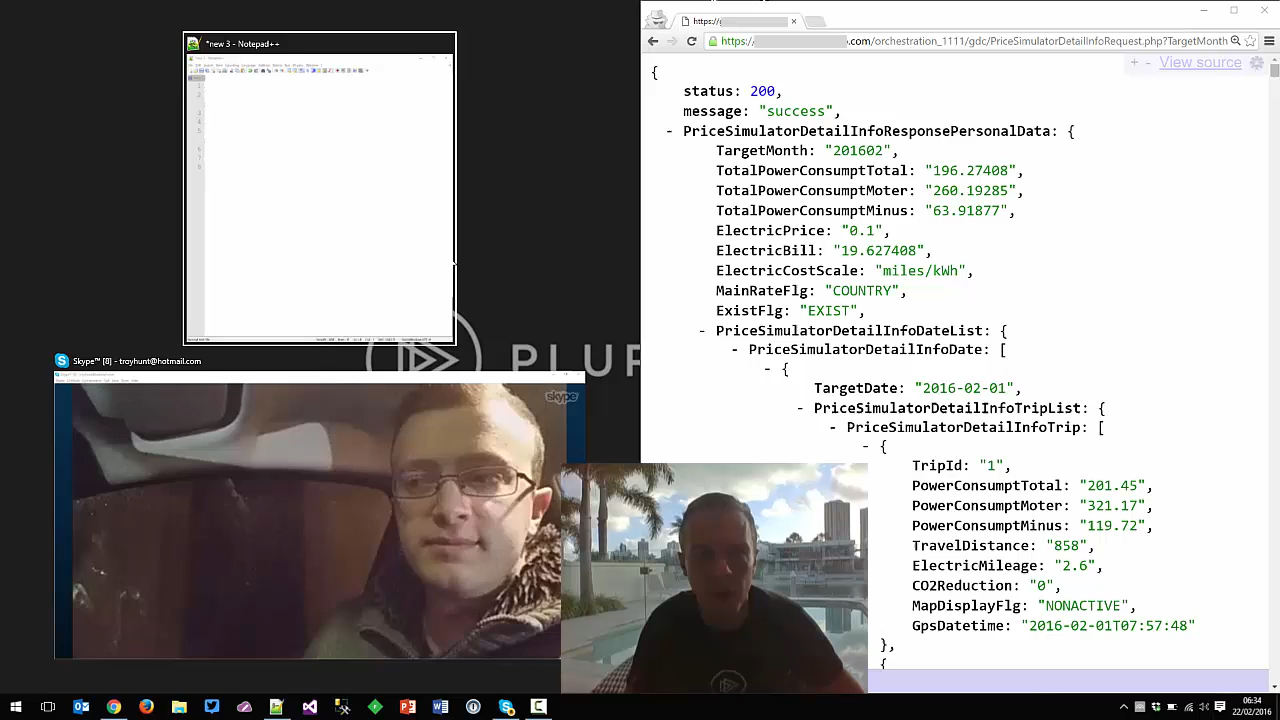 *new 3 - Notepad++
Skype™ [8] - troyhunt@hotmail.com
skype
PLUR
https://g
https:// .com/orchestration_1111/gdc/PriceSimulatorDetailInfoRequest.php?TargetMonth
+ - View source
{
status: 200,
message: "success",
- PriceSimulatorDetailInfoResponsePersonalData: {
TargetMonth: "201602",
TotalPowerConsumptTotal: "196.27408",
TotalPowerConsumptMoter: "260.19285",
TotalPowerConsumptMinus: "63.91877",
ElectricPrice: "0.1",
ElectricBill: "19.627408",
ElectricCostScale: "miles/kWh",
MainRateFlg: "COUNTRY",
ExistFlg: "EXIST",
- PriceSimulatorDetailInfoDateList: {
- PriceSimulatorDetailInfoDate: [
- {
TargetDate: "2016-02-01",
- PriceSimulatorDetailInfoTripList: {
- PriceSimulatorDetailInfoTrip: [
- {
TripId: "1",
PowerConsumptTotal: "201.45",
PowerConsumptMoter: "321.17",
PowerConsumptMinus: "119.72",
TravelDistance: "858",
ElectricMileage: "2.6",
CO2Reduction: "0",
MapDisplayFlg: "NONACTIVE",
GpsDatetime: "2016-02-01T07:57:48"
},
{
06:34
22/02/2016